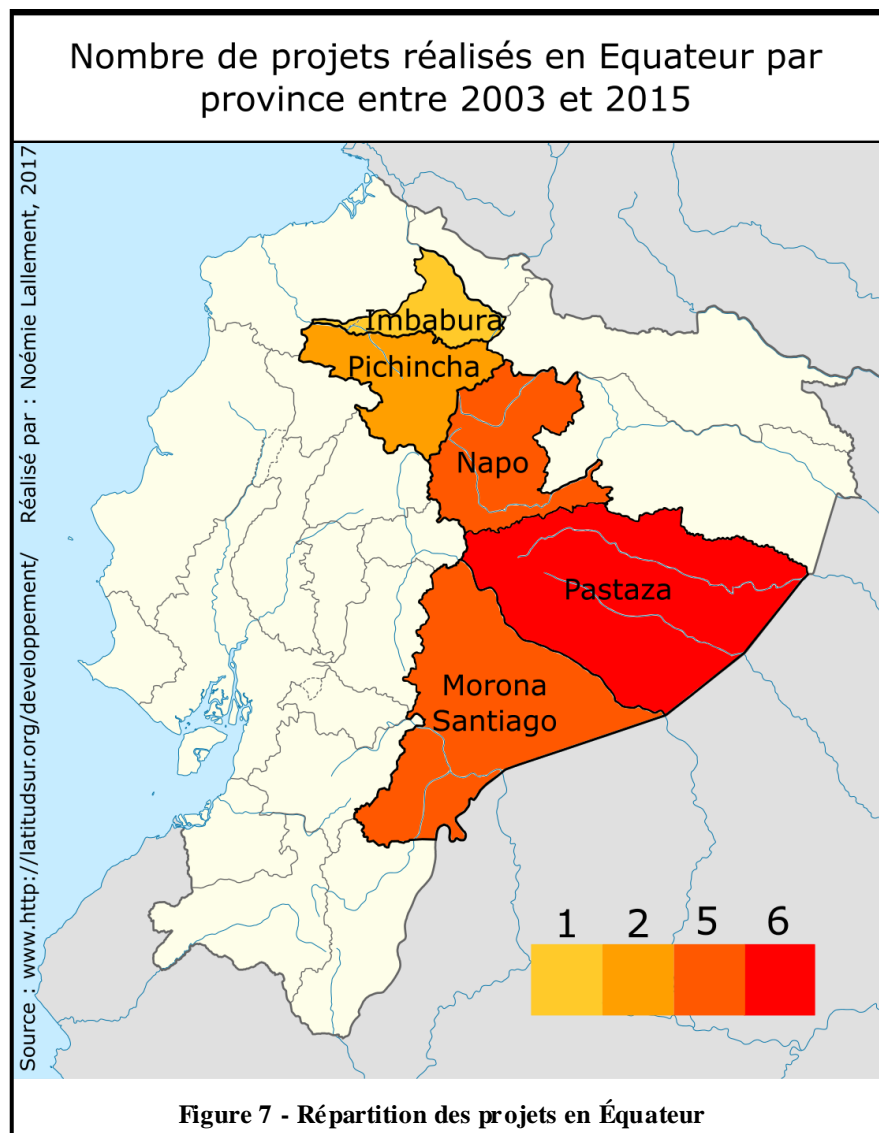 Nombre de projets réalisés en Equateur par
province entre 2003 et 2015
Source : www.http://latitudsur.org/developpement/ Réalisé par : Noémie Lallement, 2017
Imbabura
Pichincha
Napo
Pastaza
Morona
Santiago
1 2 5 6
Figure 7 - Répartition des projets en Équateur